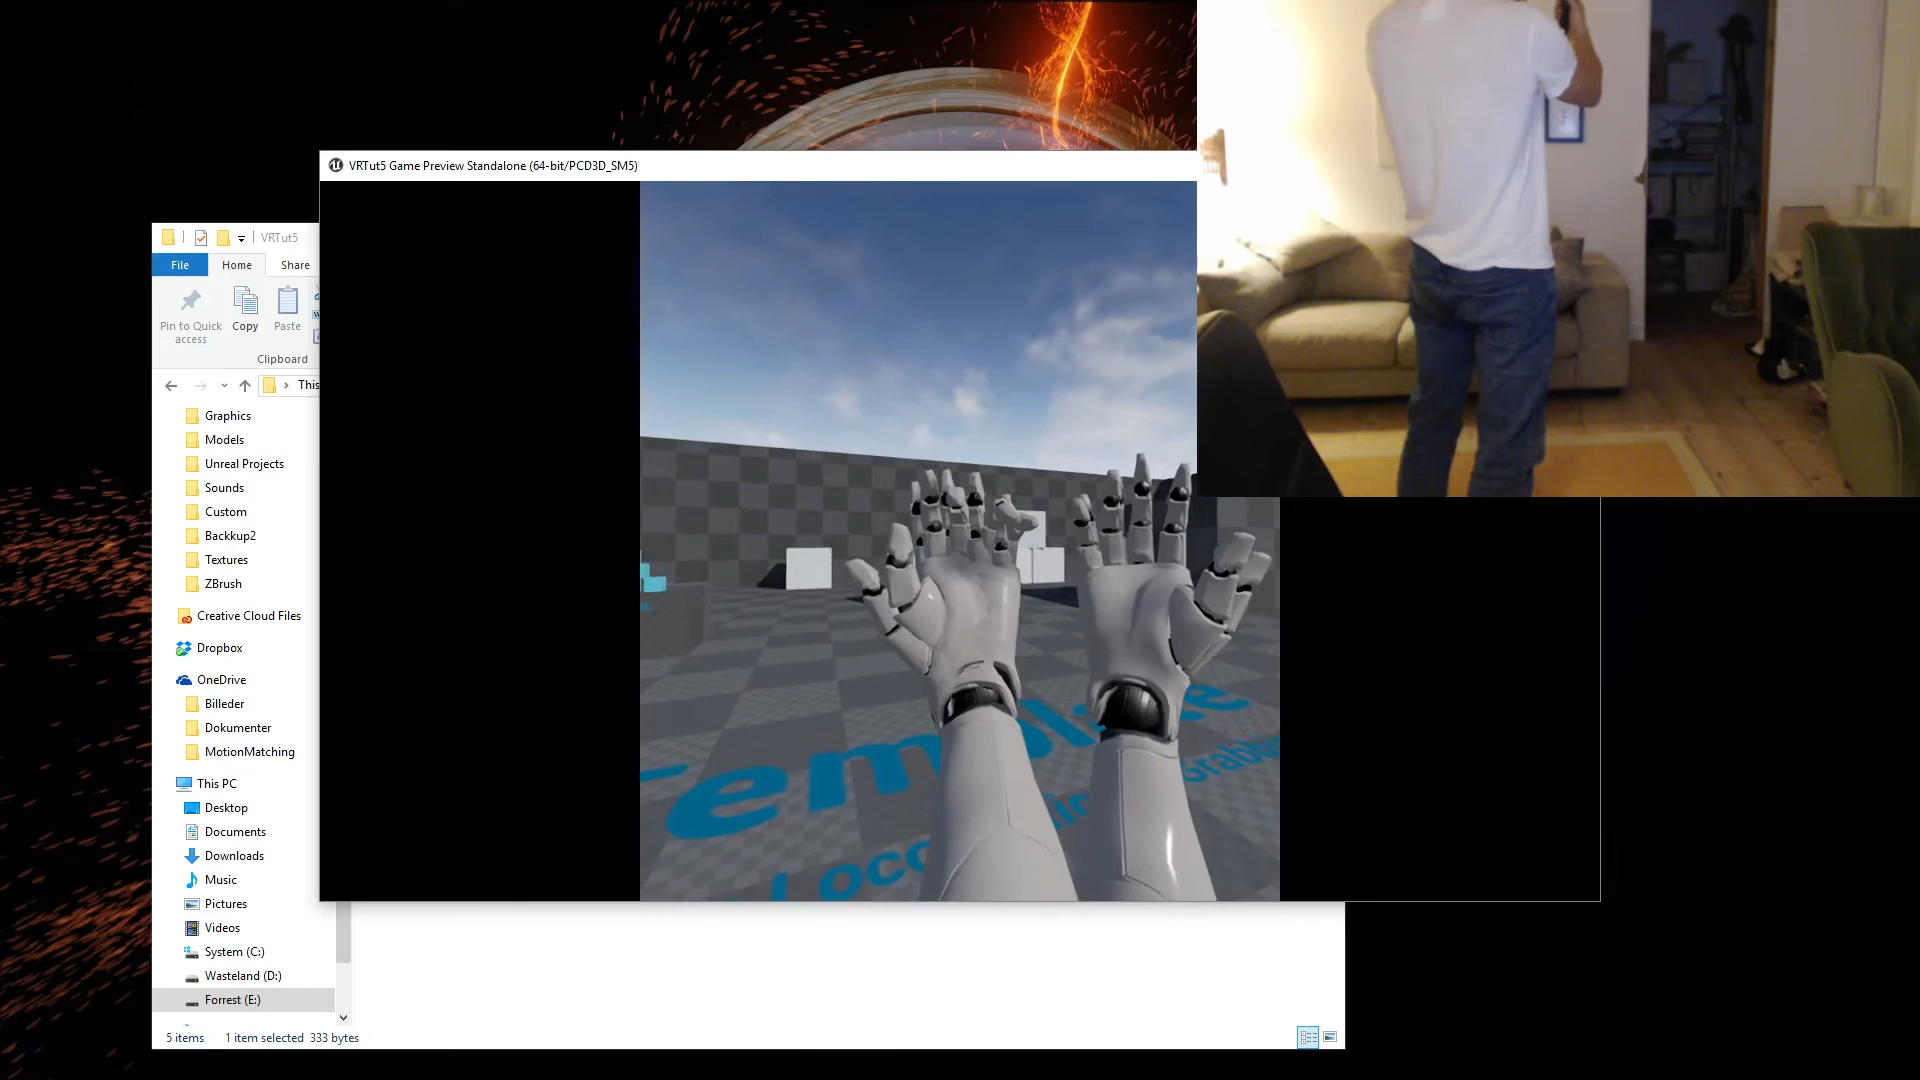 VRTut5 Game Preview Standalone (64-bit/PCD3D_SM5)
VRTut5
File Home Share
Pin to Quick access
Copy
Paste
Clipboard
This
Graphics
Models
Unreal Projects
Sounds
Custom
Backkup2
Textures
ZBrush
Creative Cloud Files
Dropbox
OneDrive
Billeder
Dokumenter
MotionMatching
This PC
Desktop
Documents
Downloads
Music
Pictures
Videos
System (C:)
Wasteland (D:)
Forrest (E:)
5 items 1 item selected 333 bytes